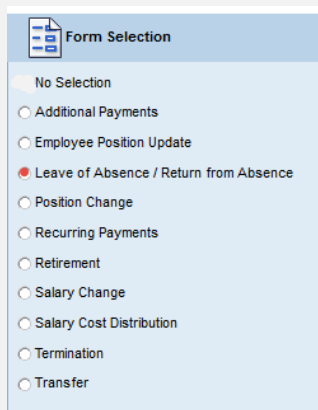 Form Selection
No Selection
Additional Payments
Employee Position Update
Leave of Absence / Return from Absence
Position Change
Recurring Payments
Retirement
Salary Change
Salary Cost Distribution
Termination
Transfer